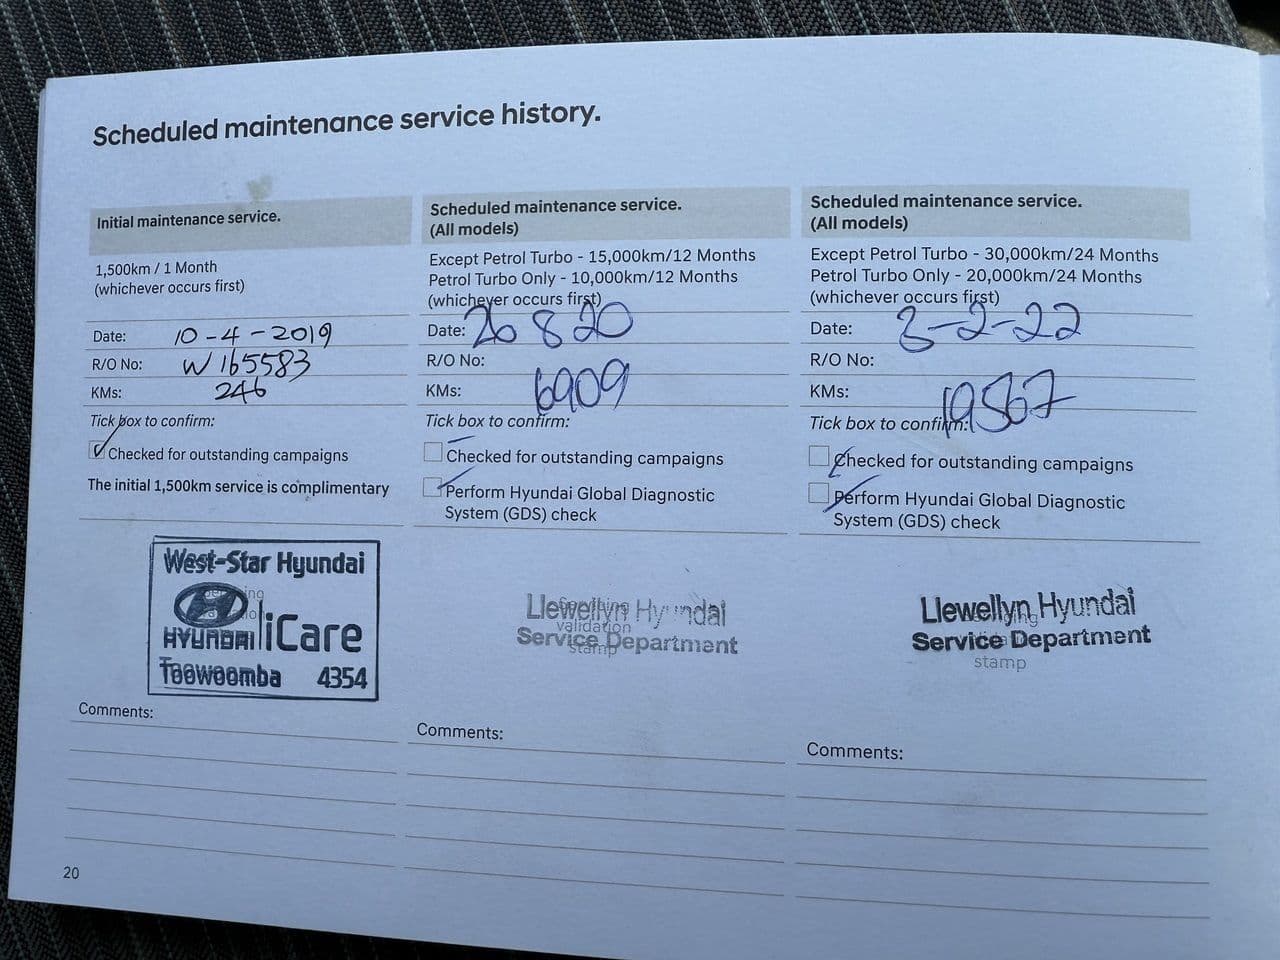 Scheduled maintenance service history.
Initial maintenance service.
1,500km / 1 Month
(whichever occurs first)
Date: 10-4-2019
R/O No: W165583
KMs: 246
Tick box to confirm:
Checked for outstanding campaigns
The initial 1,500km service is complimentary
West-Star Hyundai
HYUNDAI iCare
Toowoomba 4354
Comments:
Scheduled maintenance service.
(All models)
Except Petrol Turbo - 15,000km/12 Months
Petrol Turbo Only - 10,000km/12 Months
(whichever occurs first)
Date: 26 8 20
R/O No:
KMs: 6909
Tick box to confirm:
Checked for outstanding campaigns
Perform Hyundai Global Diagnostic
System (GDS) check
Llewellyn Hyundai
validation
Service Department
stamp
Comments:
Scheduled maintenance service.
(All models)
Except Petrol Turbo - 30,000km/24 Months
Petrol Turbo Only - 20,000km/24 Months
(whichever occurs first)
Date: 3-2-22
R/O No:
KMs: 19567
Tick box to confirm:
Checked for outstanding campaigns
Perform Hyundai Global Diagnostic
System (GDS) check
Llewellyn Hyundai
Service Department
stamp
Comments:
20